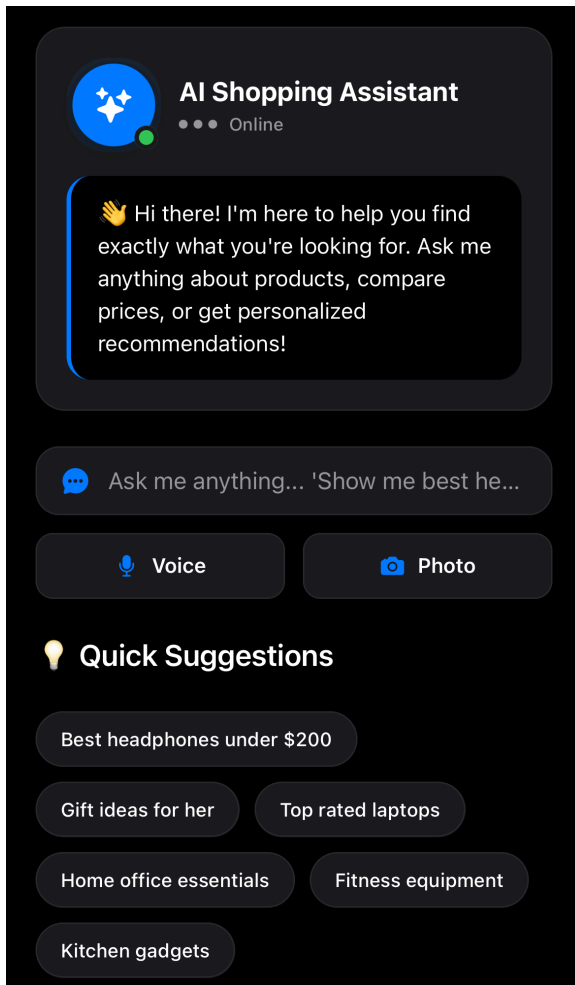 AI Shopping Assistant
Online
👋 Hi there! I'm here to help you find
exactly what you're looking for. Ask me
anything about products, compare
prices, or get personalized
recommendations!
Ask me anything... 'Show me best he...
Voice
Photo
💡 Quick Suggestions
Best headphones under $200
Gift ideas for her
Top rated laptops
Home office essentials
Fitness equipment
Kitchen gadgets